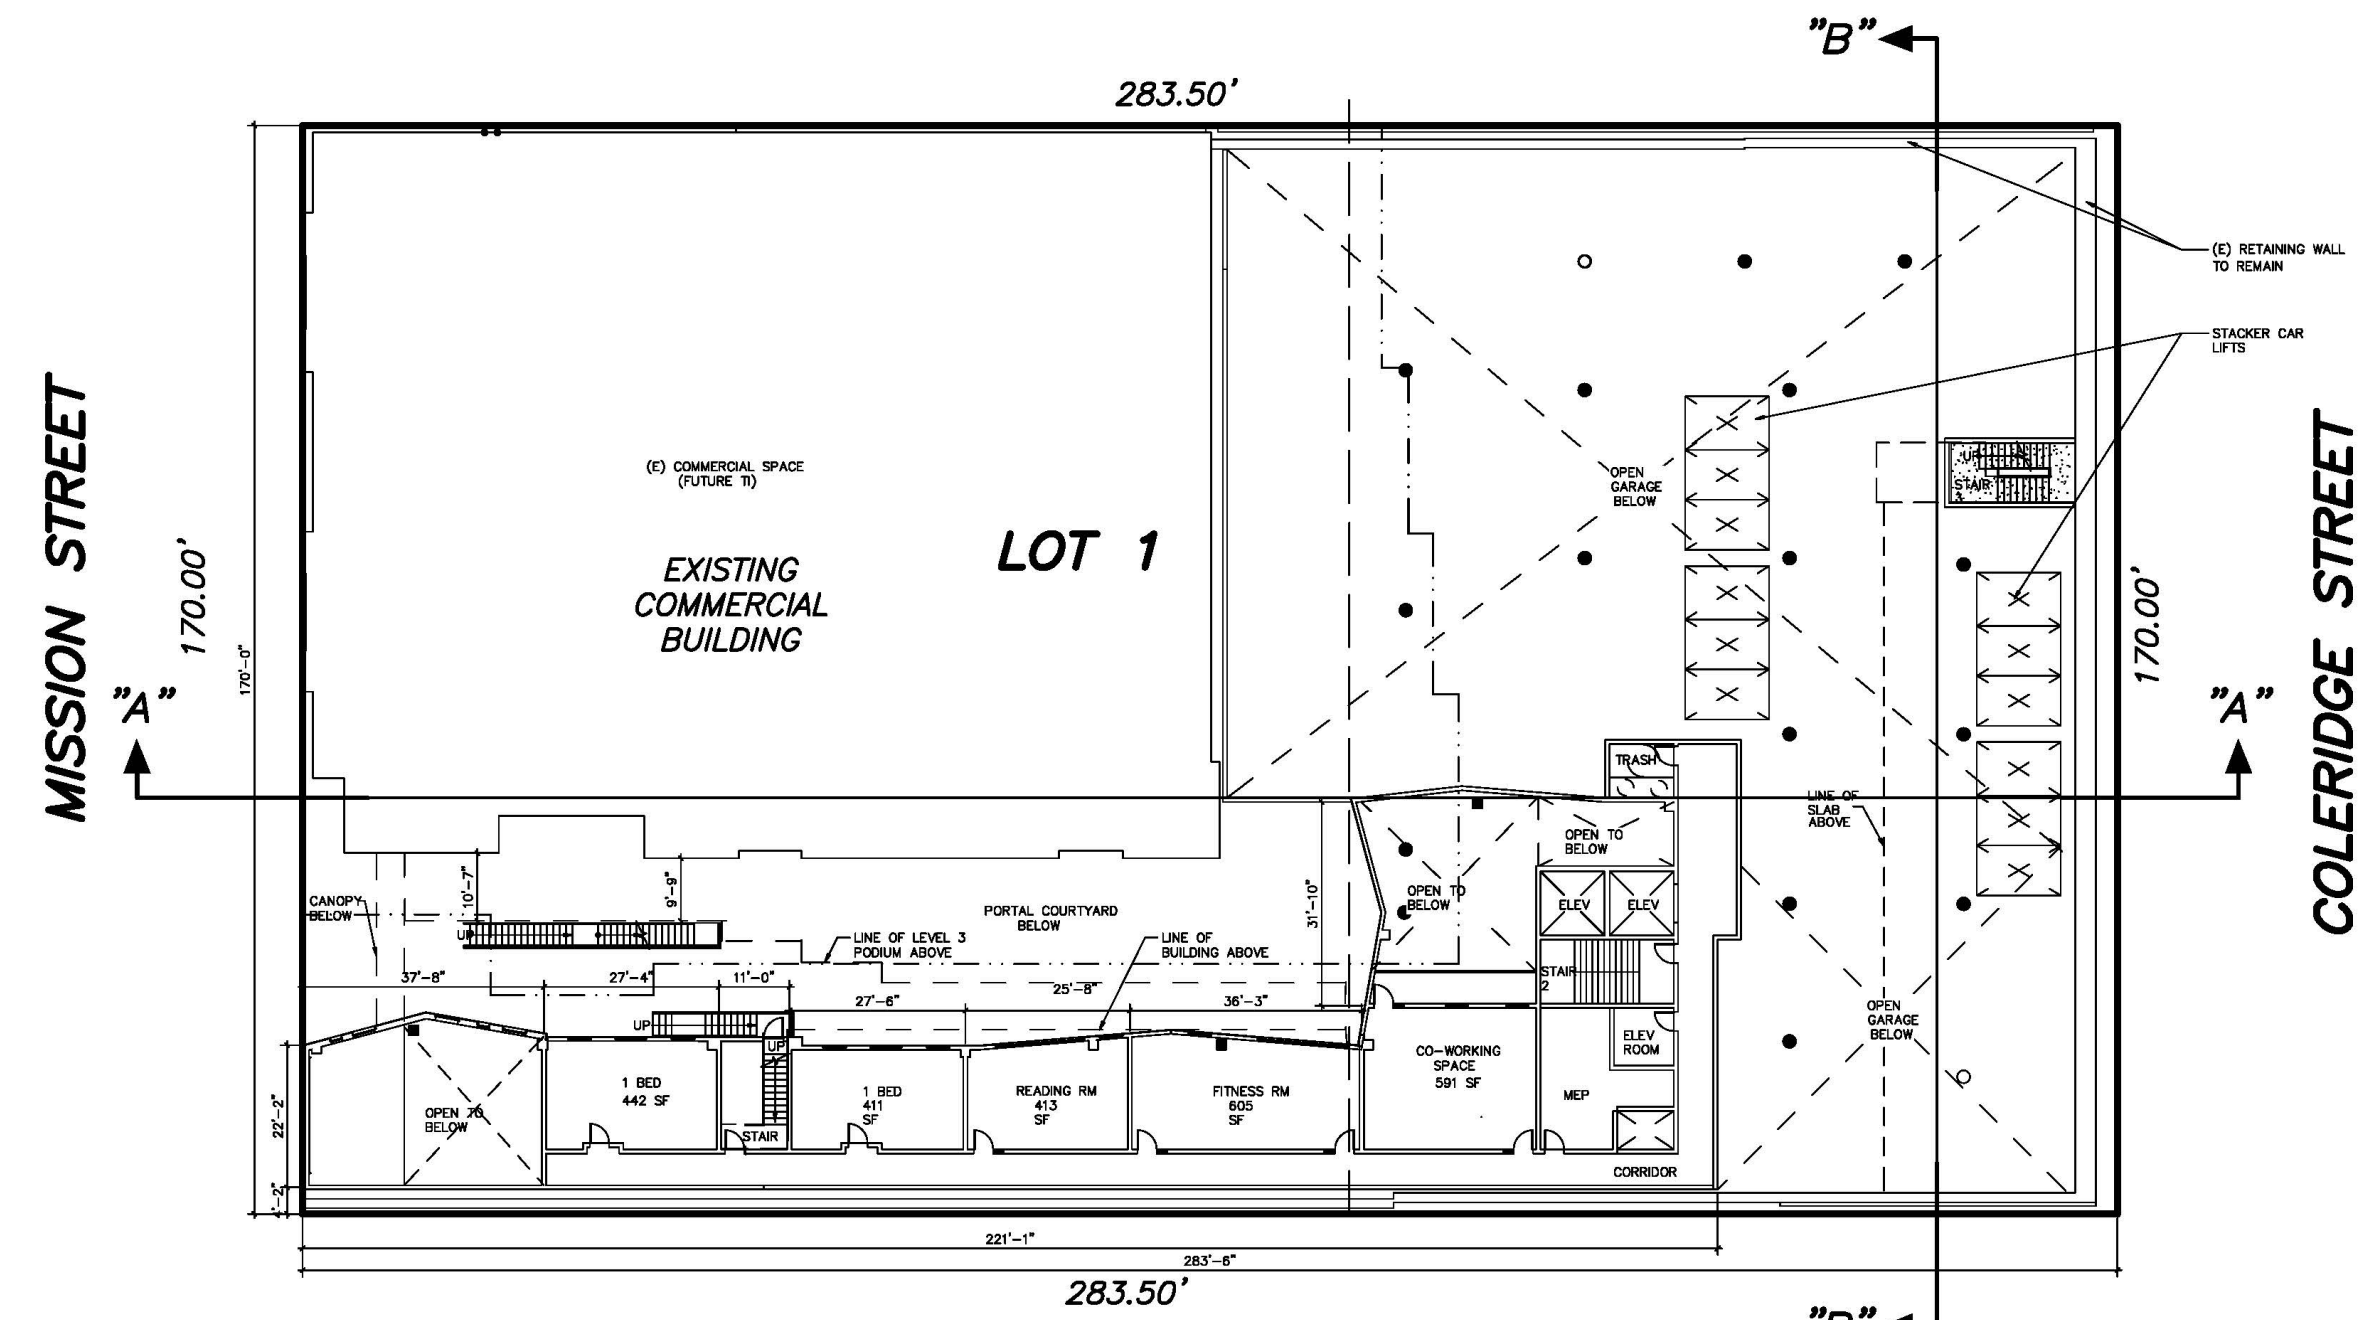 "B"
283.50'
(E) RETAINING WALL
TO REMAIN
STACKER CAR
LIFTS
MISSION STREET
170.00'
170'-0"
(E) COMMERCIAL SPACE
(FUTURE TI)
LOT 1
EXISTING
COMMERCIAL
BUILDING
OPEN
GARAGE
BELOW
UP
STAIR
COLERIDGE STREET
170.00'
"A"
"A"
TRASH
LINE OF
SLAB
ABOVE
OPEN TO
BELOW
OPEN TO
BELOW
ELEV
ELEV
CANOPY
BELOW
10'-7"
9'-9"
31'-10"
PORTAL COURTYARD
BELOW
UP
LINE OF LEVEL 3
PODIUM ABOVE
LINE OF
BUILDING ABOVE
37'-8"
27'-4"
11'-0"
27'-6"
25'-8"
36'-3"
STAIR
2
OPEN
GARAGE
BELOW
UP
UP
ELEV
ROOM
CO-WORKING
SPACE
591 SF
MEP
1 BED
442 SF
1 BED
411
SF
READING RM
413
SF
FITNESS RM
605
SF
OPEN TO
BELOW
STAIR
22'-2"
4'-2"
CORRIDOR
221'-1"
283'-6"
283.50'
"B"